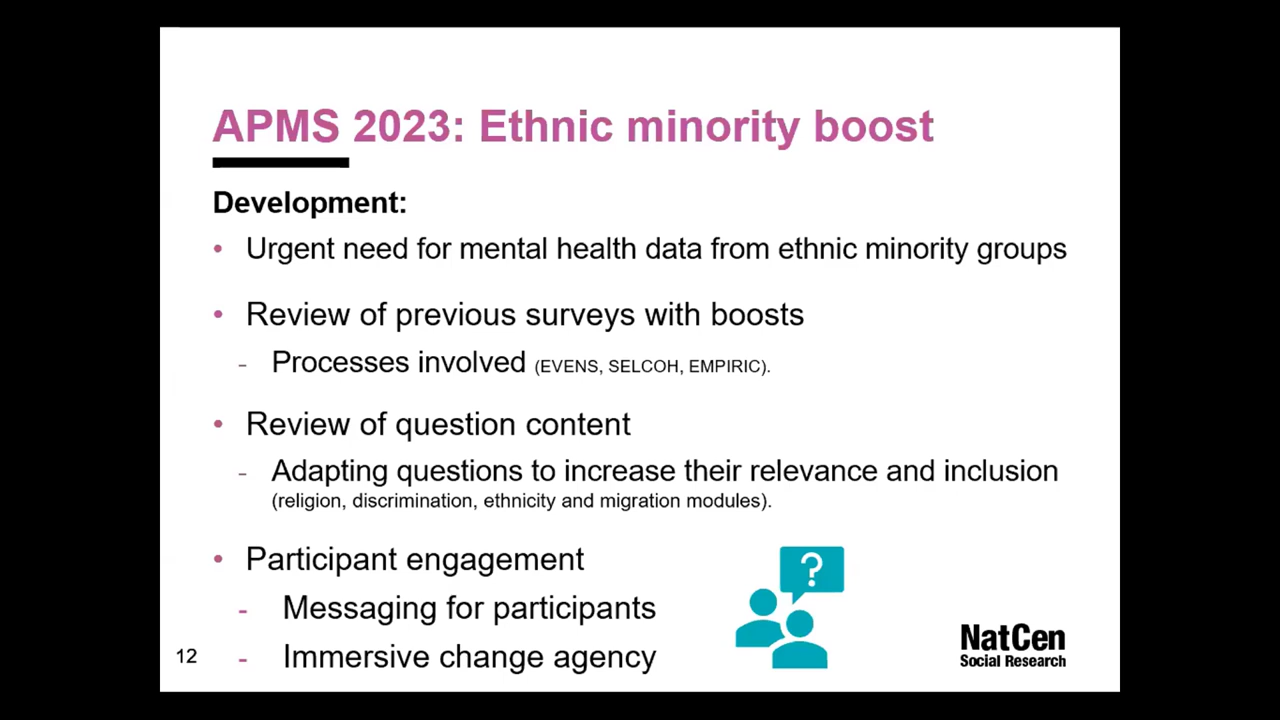 APMS 2023: Ethnic minority boost
Development:
• Urgent need for mental health data from ethnic minority groups
• Review of previous surveys with boosts
- Processes involved (EVENS, SELCOH, EMPIRIC).
• Review of question content
- Adapting questions to increase their relevance and inclusion
(religion, discrimination, ethnicity and migration modules).
• Participant engagement
- Messaging for participants
- Immersive change agency
?
12
NatCen
Social Research